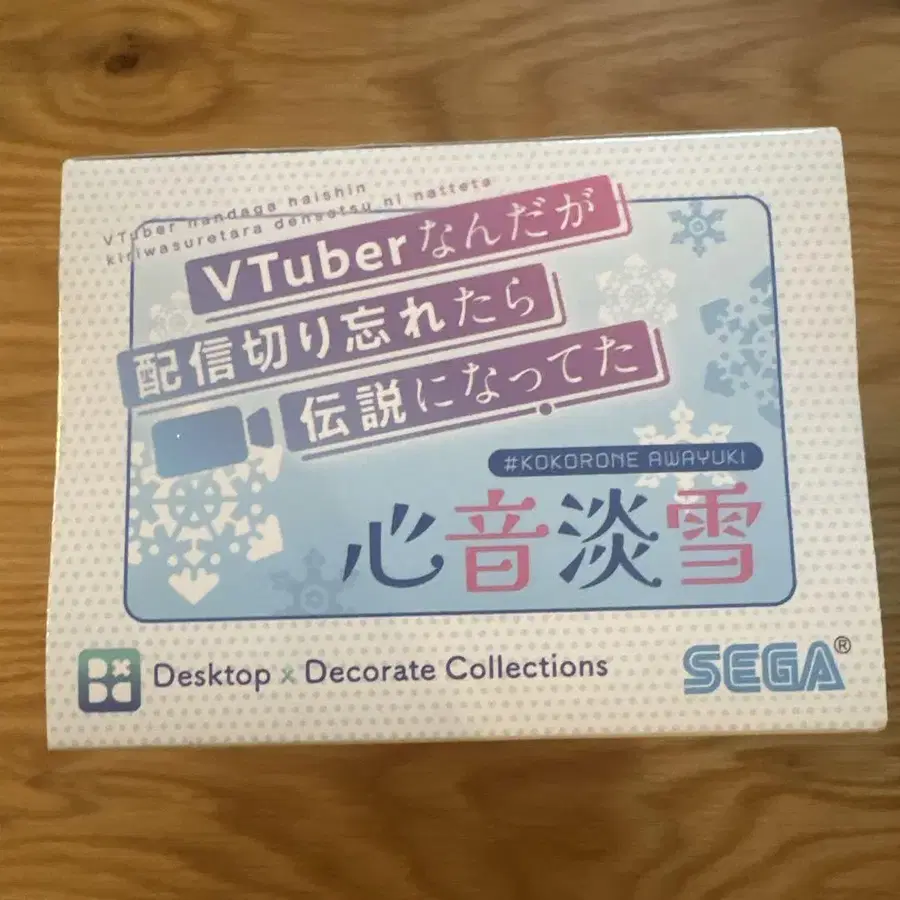 VTuber nandaga haishin
kiriwasuretara densetsu ni natteta
VTuberなんだが
配信切り忘れたら
伝説になってた
#KOKORONE AWAYUKI
心音淡雪
Desktop × Decorate Collections
SEGA®